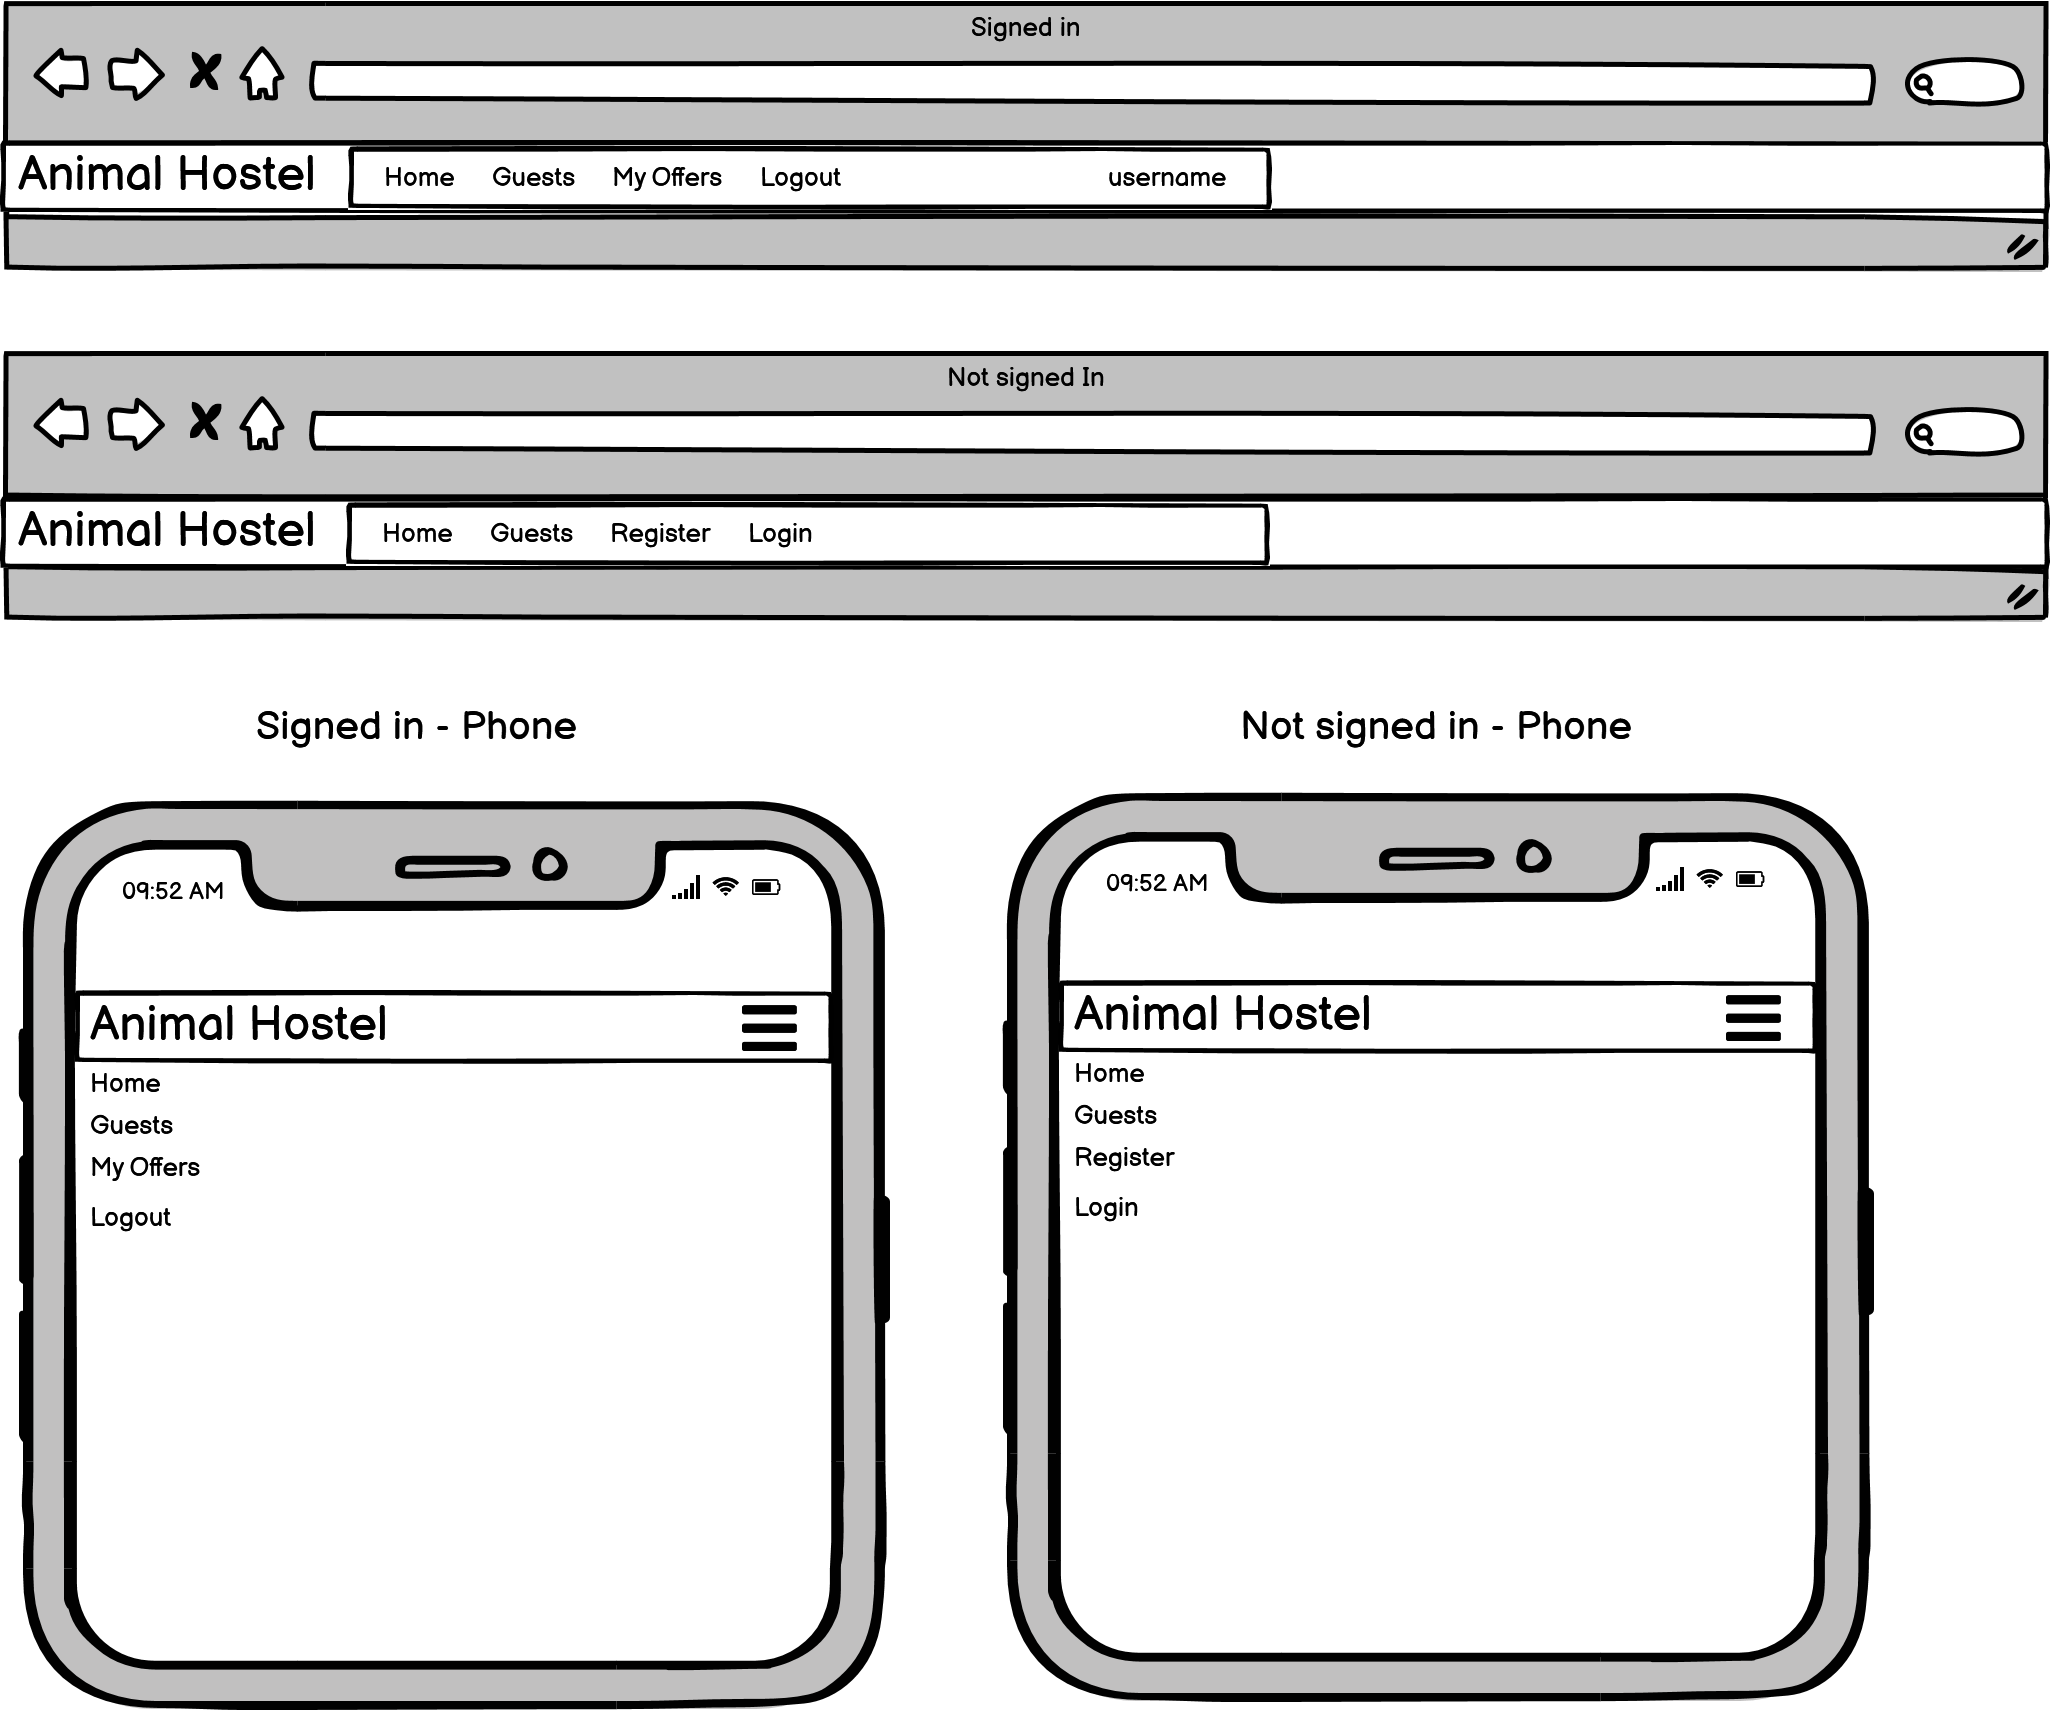 Signed in
Animal Hostel Home Guests My Offers Logout username
Not signed In
Animal Hostel Home Guests Register Login
Signed in - Phone
09:52 AM
Animal Hostel
Home
Guests
My Offers
Logout
Not signed in - Phone
09:52 AM
Animal Hostel
Home
Guests
Register
Login